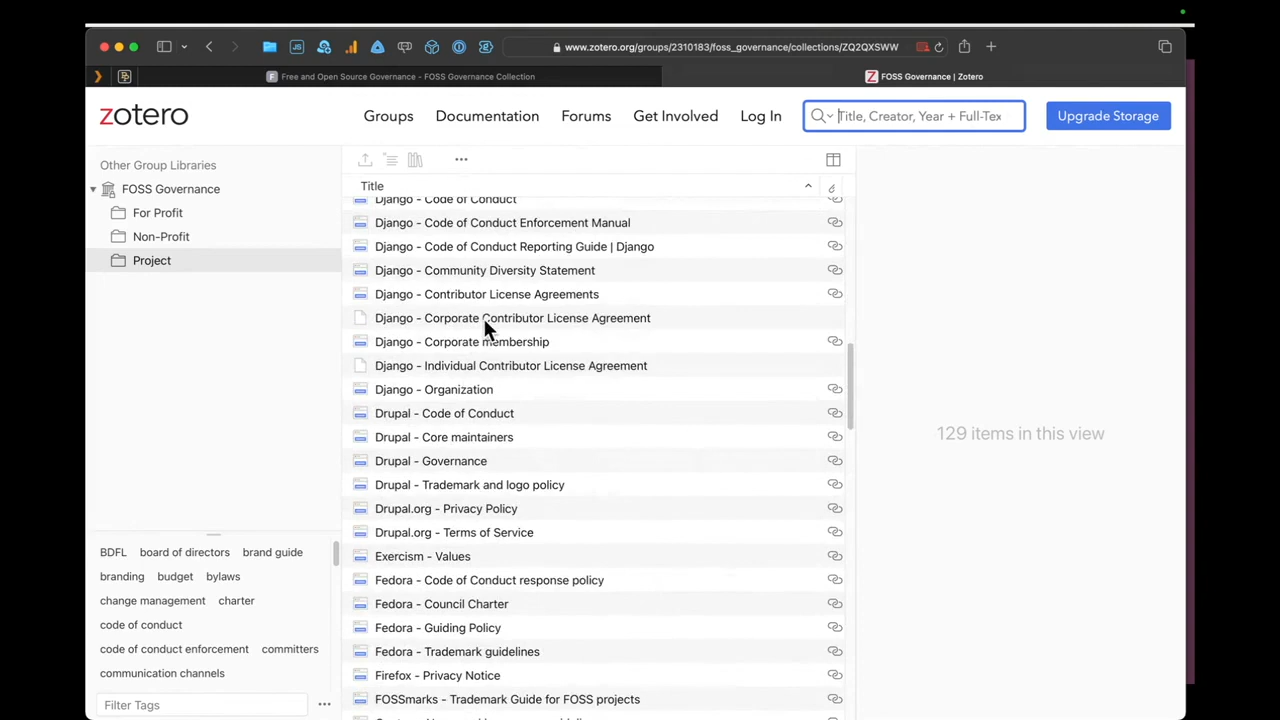 www.zotero.org/groups/2310183/foss_governance/collections/ZQ2QXSWW
Free and Open Source Governance - FOSS Governance Collection
FOSS Governance | Zotero
zotero
Groups
Documentation
Forums
Get Involved
Log In
Title, Creator, Year + Full-Tex
Upgrade Storage
Other Group Libraries
FOSS Governance
For Profit
Non-Profit
Project
Title
Django - Code of Conduct
Django - Code of Conduct Enforcement Manual
Django - Code of Conduct Reporting Guide | Django
Django - Community Diversity Statement
Django - Contributor License Agreements
Django - Corporate Contributor License Agreement
Django - Corporate membership
Django - Individual Contributor License Agreement
Django - Organization
Drupal - Code of Conduct
Drupal - Core maintainers
Drupal - Governance
Drupal - Trademark and logo policy
Drupal.org - Privacy Policy
Drupal.org - Terms of Service
Exercism - Values
Fedora - Code of Conduct response policy
Fedora - Council Charter
Fedora - Guiding Policy
Fedora - Trademark guidelines
Firefox - Privacy Notice
FOSSmarks - Trademark Guide for FOSS projects
129 items in this view
BDFL board of directors brand guide
branding budget bylaws
change management charter
code of conduct
code of conduct enforcement committers
communication channels
Filter Tags